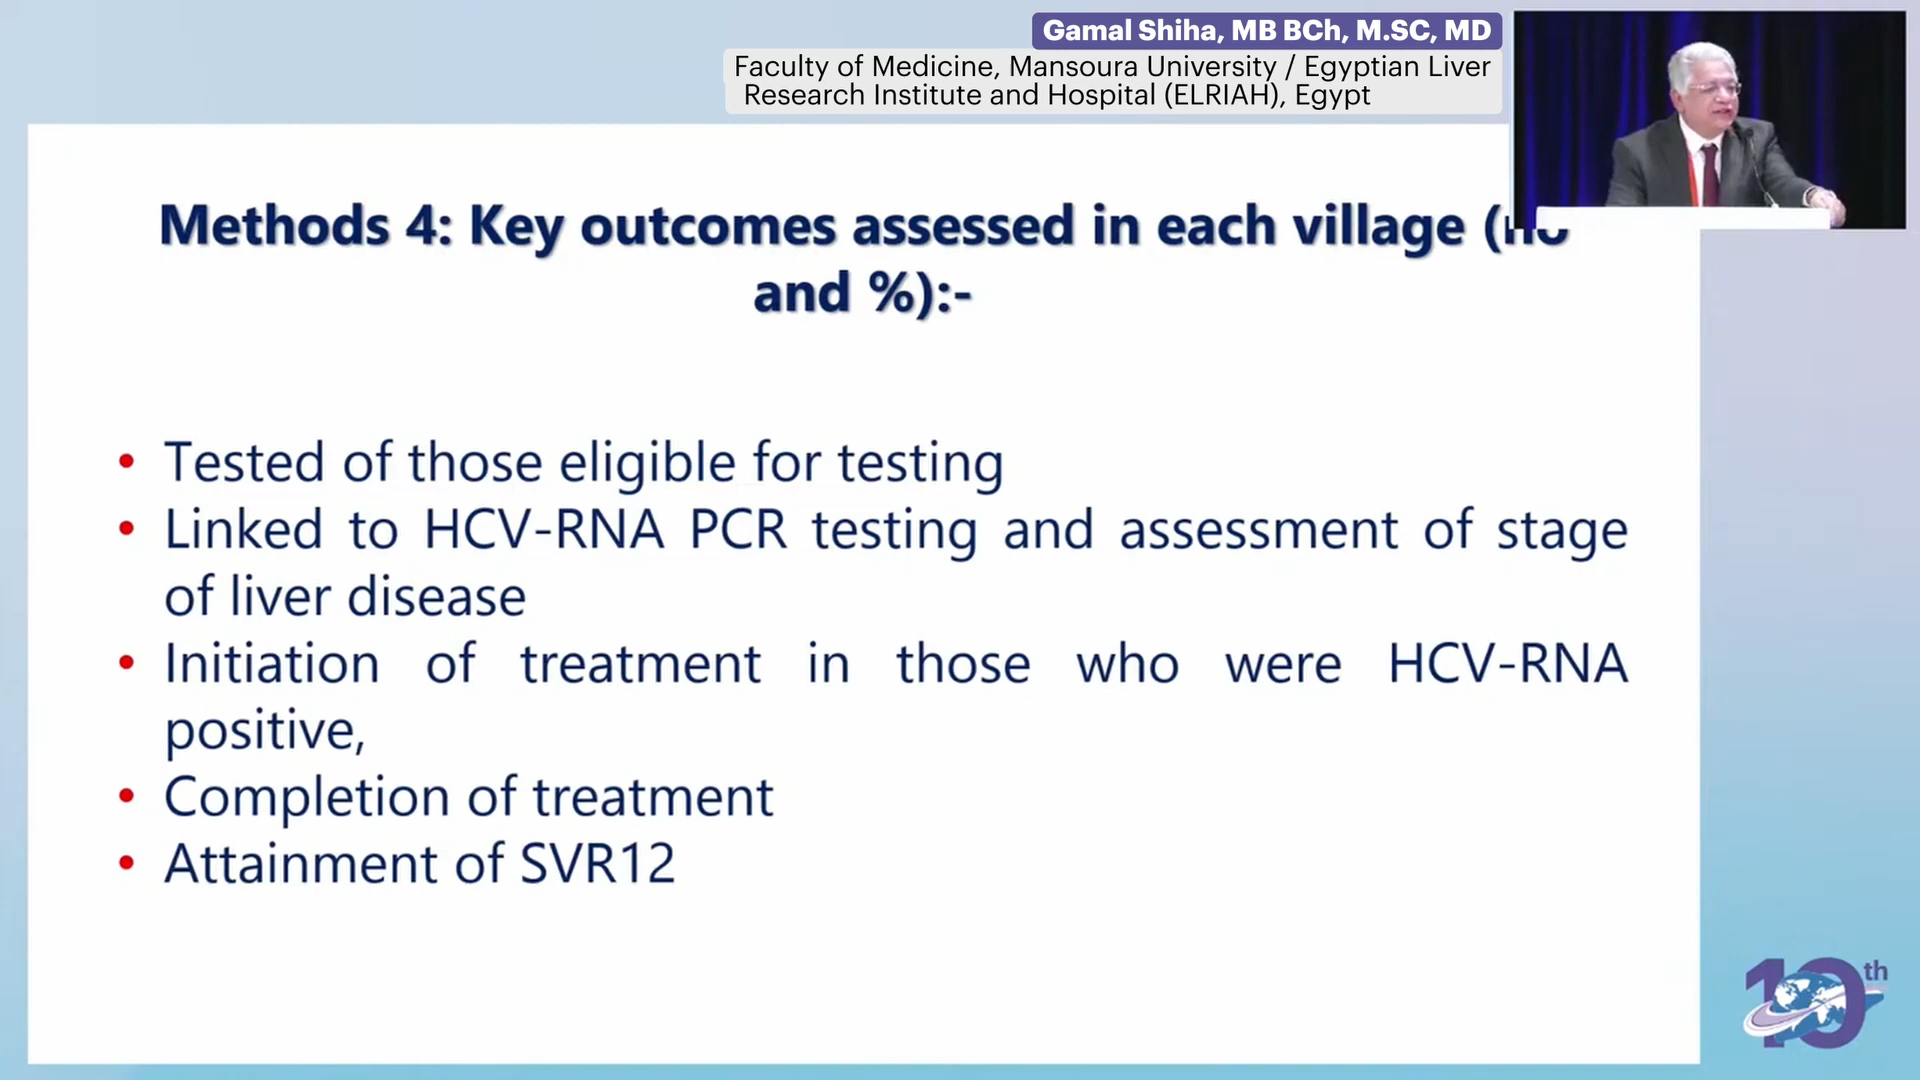 Gamal Shiha, MB BCh, M.SC, MD
Faculty of Medicine, Mansoura University / Egyptian Liver
Research Institute and Hospital (ELRIAH), Egypt
Methods 4: Key outcomes assessed in each village (no
and %):-
• Tested of those eligible for testing
• Linked to HCV-RNA PCR testing and assessment of stage
of liver disease
• Initiation of treatment in those who were HCV-RNA
positive,
• Completion of treatment
• Attainment of SVR12
10th